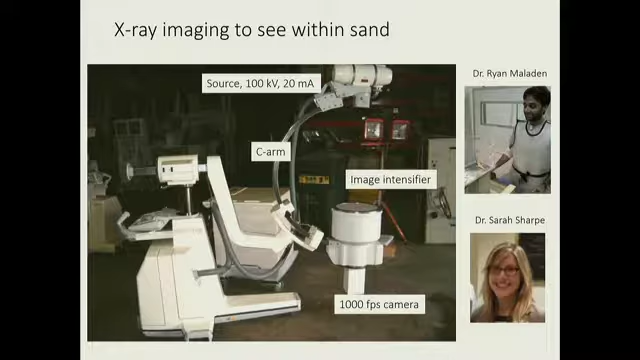 X-ray imaging to see within sand
Dr. Ryan Maladen
Source, 100 kV, 20 mA
C-arm
Image intensifier
Dr. Sarah Sharpe
1000 fps camera